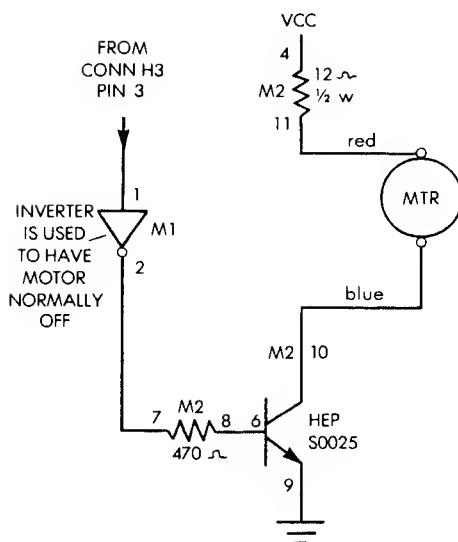 VCC
4
12 Ω
M2
½ W
11
red
MTR
blue
FROM
CONN H3
PIN 3
1
INVERTER
IS USED
TO HAVE
MOTOR
NORMALLY
OFF
M1
2
M2
10
7
M2
8
6
470 Ω
HEP
S0025
9